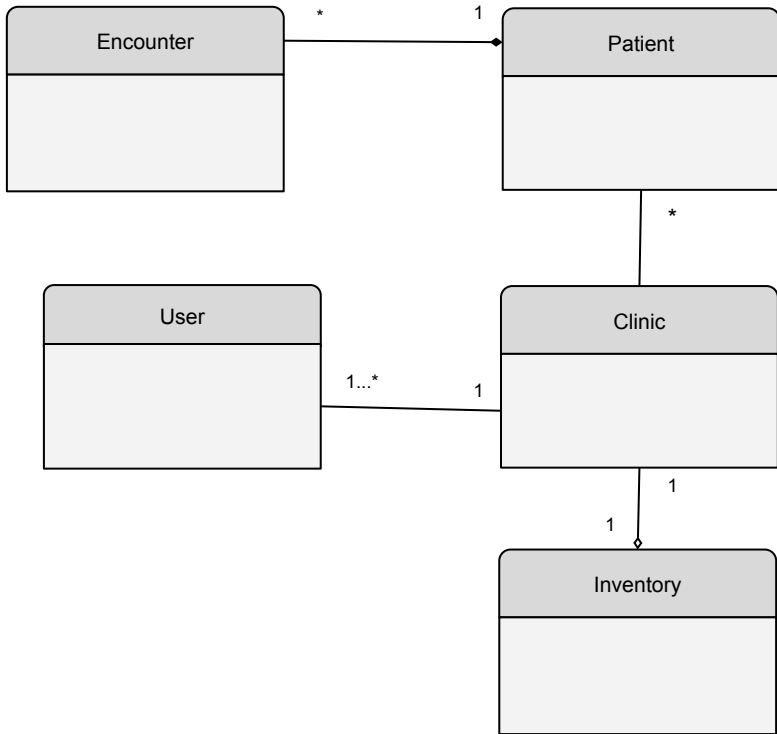 Encounter
*
1
Patient
*
User
Clinic
1...*
1
1
1
Inventory